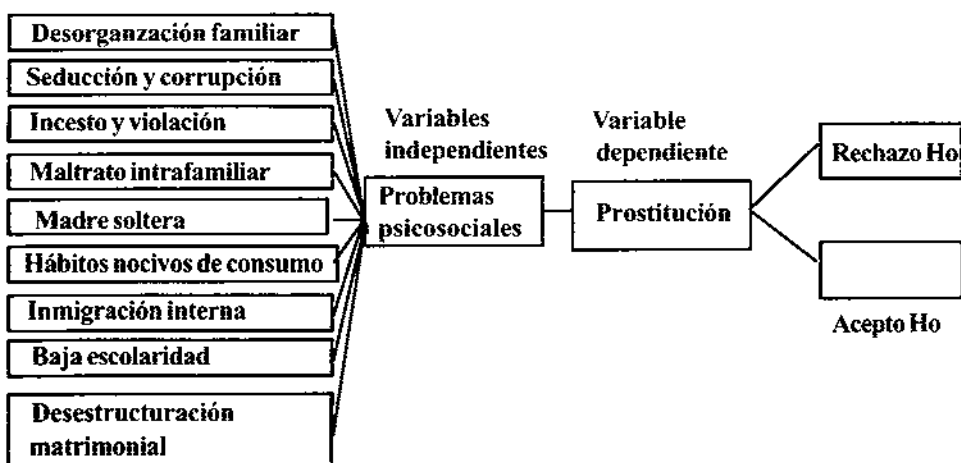 Desorganzación familiar
Seducción y corrupción
Incesto y violación
Maltrato intrafamiliar
Madre soltera
Hábitos nocivos de consumo
Inmigración interna
Baja escolaridad
Desestructuración
matrimonial
Variables
independientes
Problemas
psicosociales
Variable
dependiente
Prostitución
Rechazo Ho
Acepto Ho